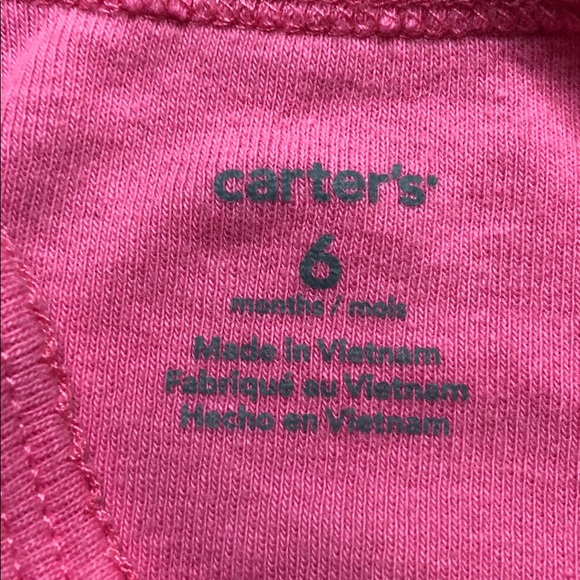 carter's
6
months / mois
Made in Vietnam
Fabriqué au Vietnam
Hecho en Vietnam